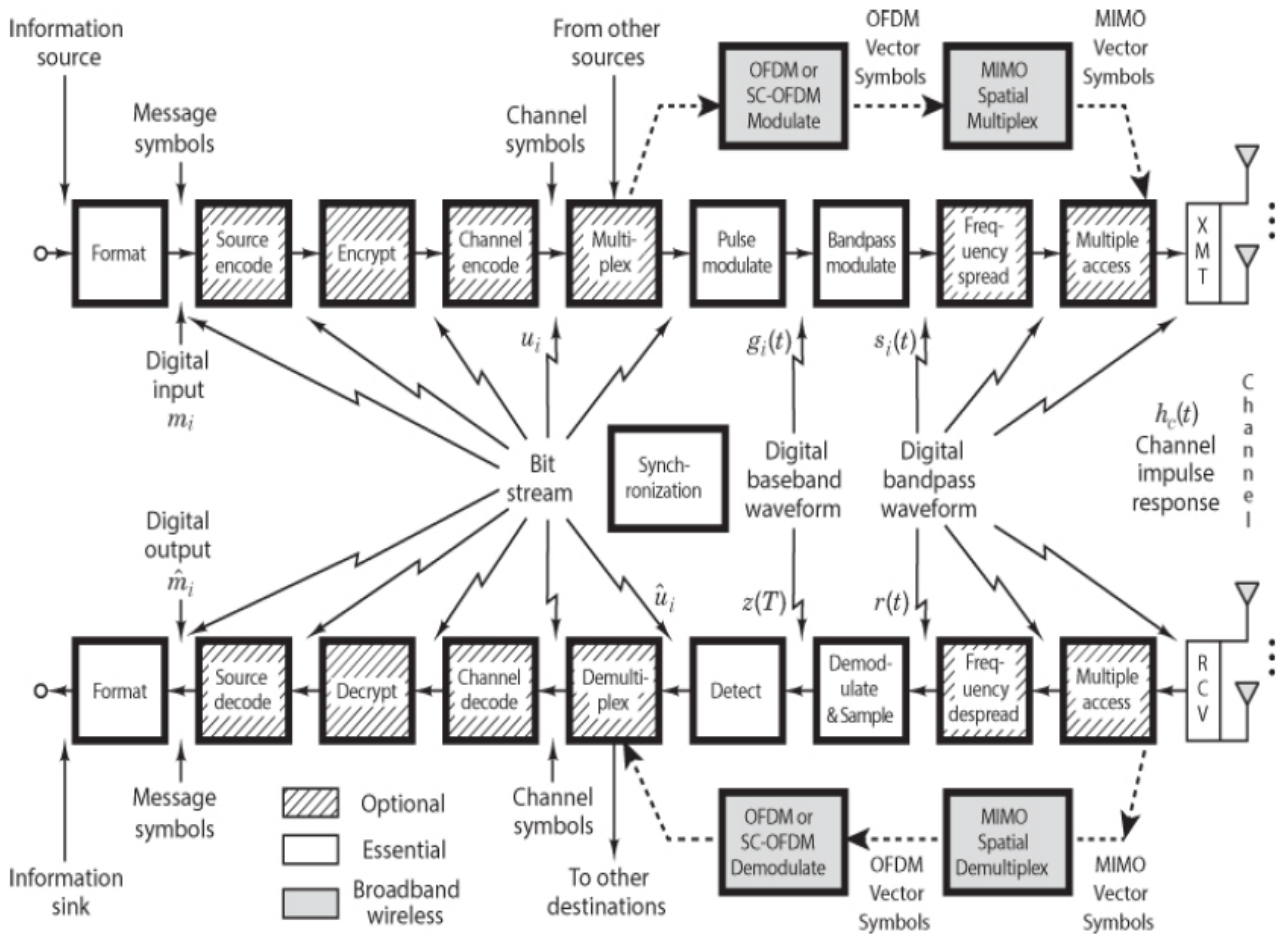 Information
source
From other
sources
OFDM
Vector
Symbols
MIMO
Vector
Symbols
OFDM or
SC-OFDM
Modulate
MIMO
Spatial
Multiplex
Message
symbols
Channel
symbols
Format
Source
encode
Encrypt
Channel
encode
Multi-
plex
Pulse
modulate
Bandpass
modulate
Freq-
uency
spread
Multiple
access
X
M
T
Digital
input
m_i
u_i
g_i(t)
s_i(t)
Bit
stream
Synch-
ronization
Digital
baseband
waveform
Digital
bandpass
waveform
h_c(t)
Channel
impulse
response
C
h
a
n
n
e
l
Digital
output
m̂_i
û_i
z(T)
r(t)
Format
Source
decode
Decrypt
Channel
decode
Demulti-
plex
Detect
Demod-
ulate
& Sample
Freq-
uency
despread
Multiple
access
R
C
V
Message
symbols
Information
sink
Optional
Essential
Broadband
wireless
Channel
symbols
To other
destinations
OFDM or
SC-OFDM
Demodulate
OFDM
Vector
Symbols
MIMO
Spatial
Demultiplex
MIMO
Vector
Symbols